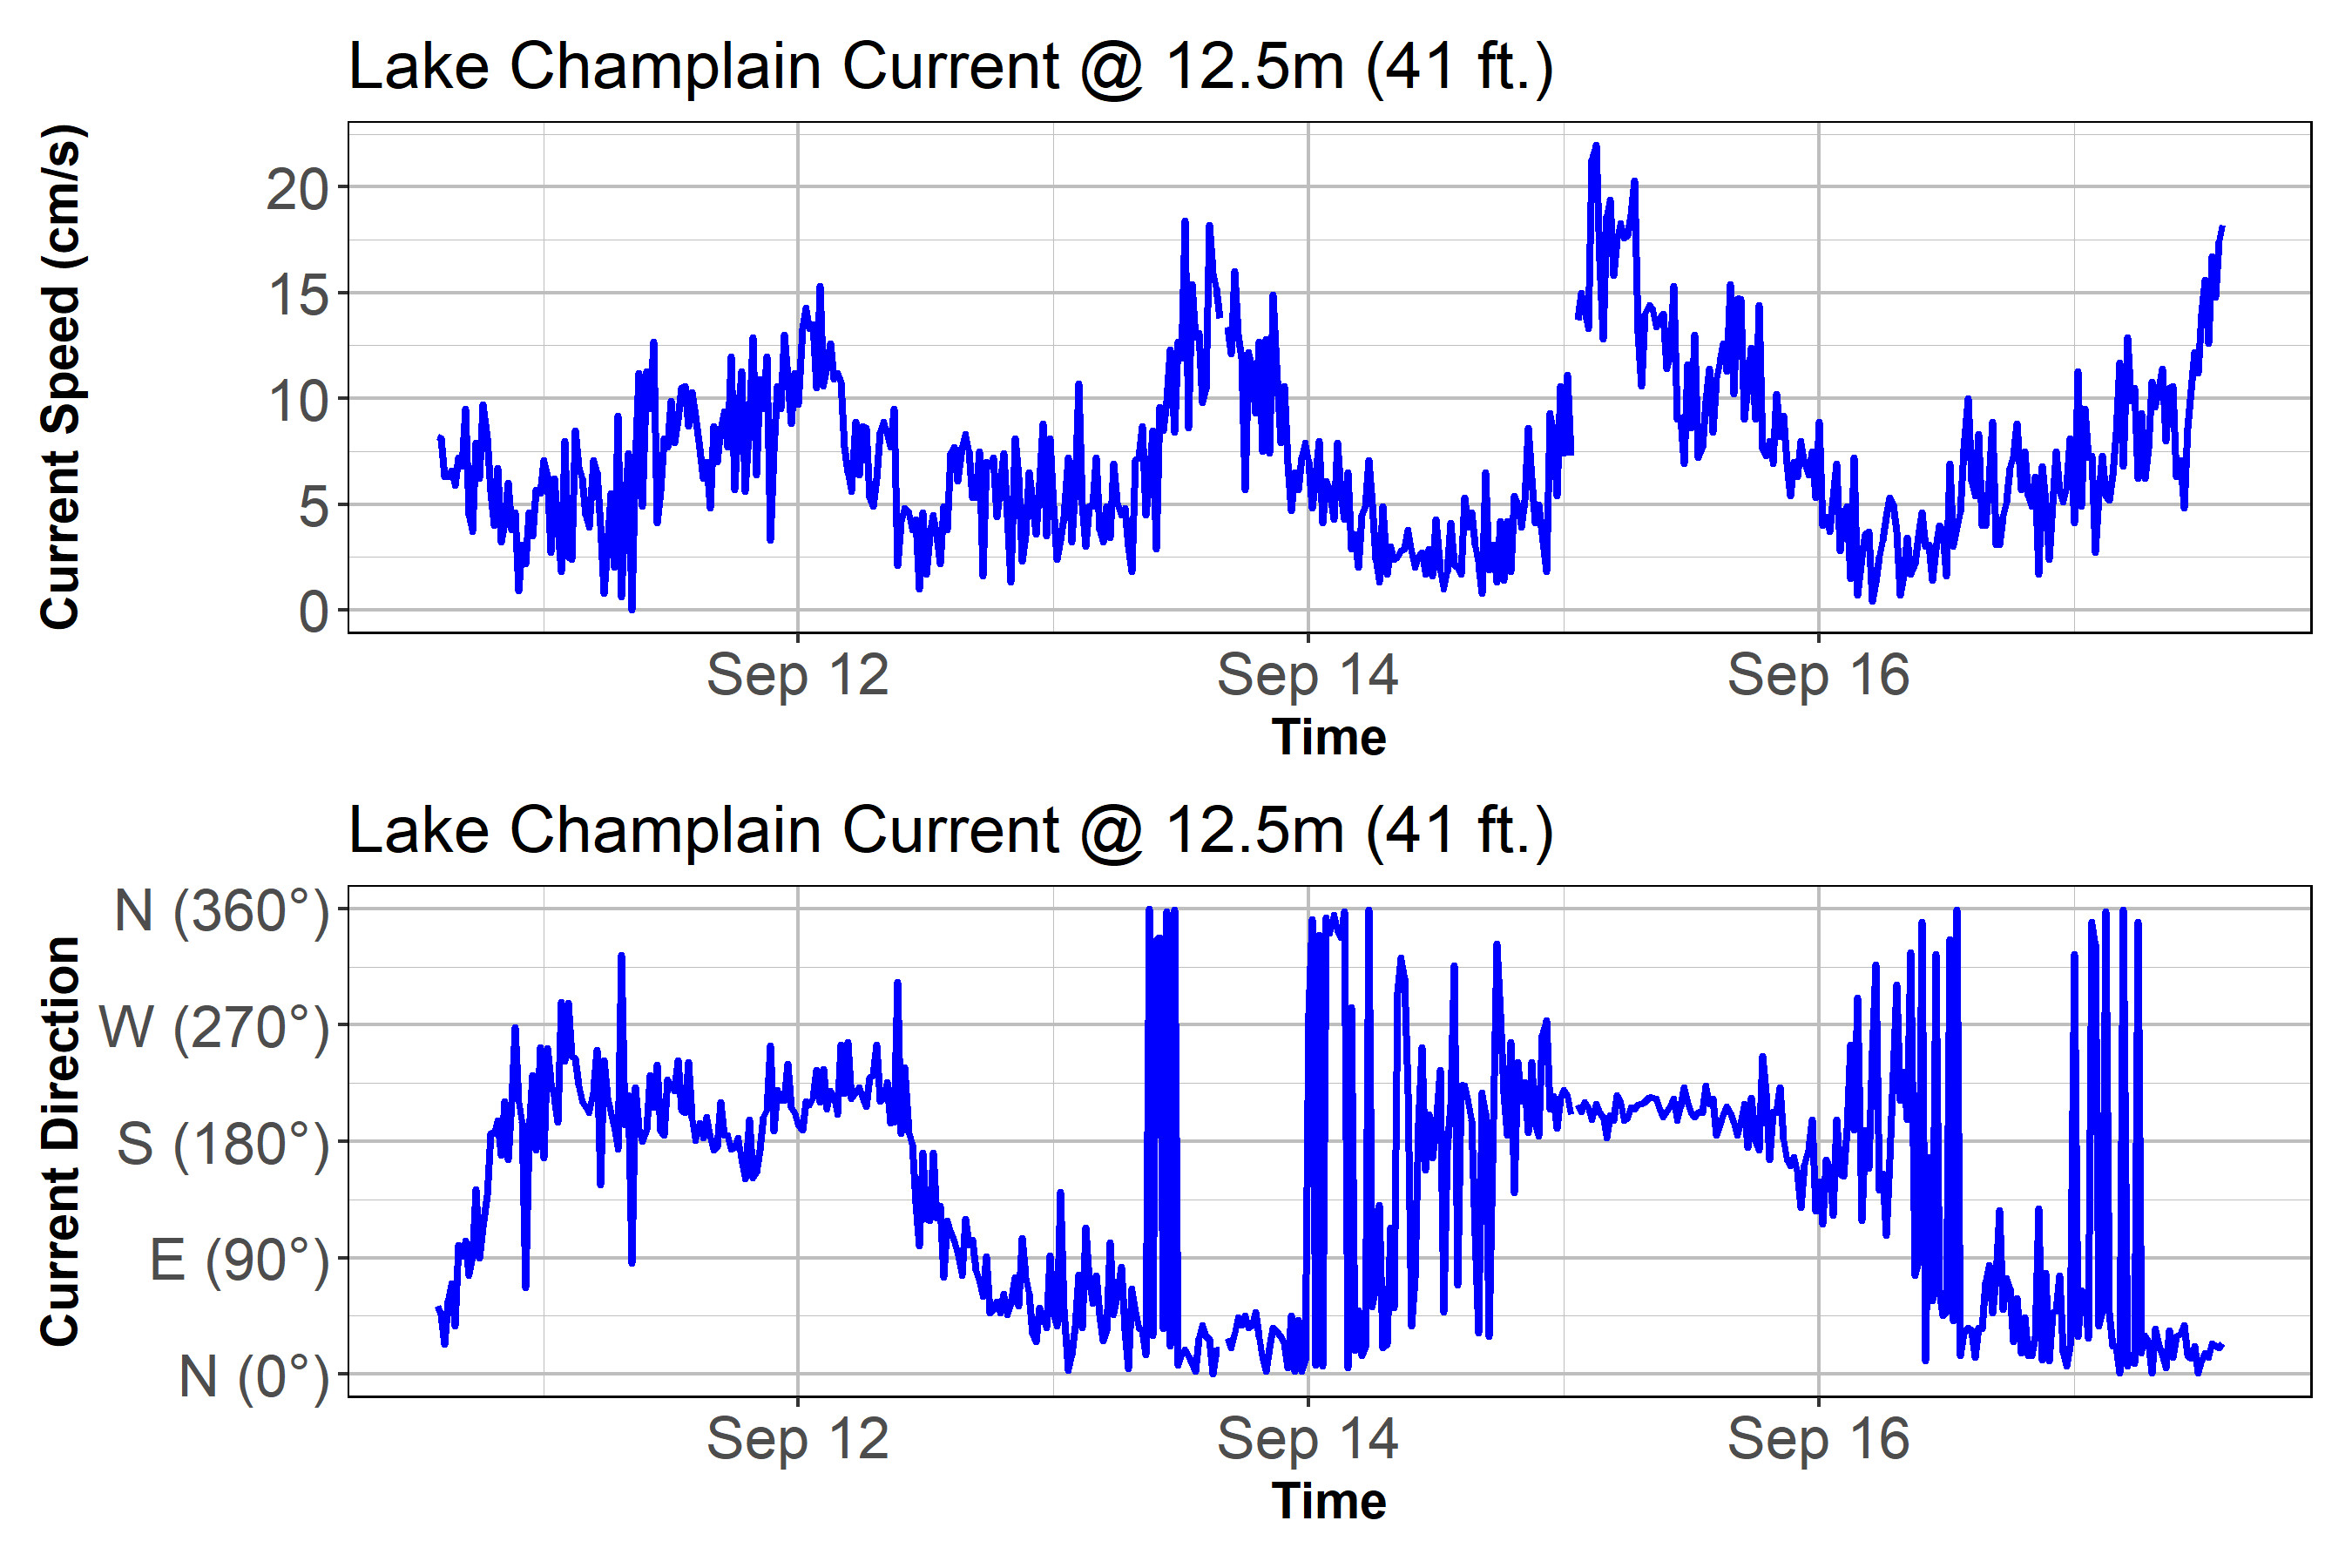 Lake Champlain Current @ 12.5m (41 ft.)
Current Speed (cm/s)
20
15
10
5
0
Sep 12
Sep 14
Sep 16
Time
Lake Champlain Current @ 12.5m (41 ft.)
Current Direction
N (360°)
W (270°)
S (180°)
E (90°)
N (0°)
Sep 12
Sep 14
Sep 16
Time